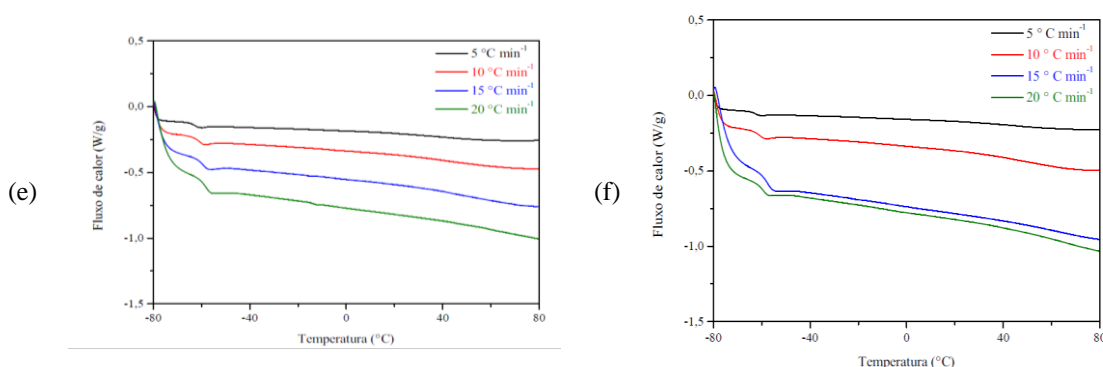 (e)
5 °C min⁻¹
10 °C min⁻¹
15 °C min⁻¹
20 °C min⁻¹
Fluxo de calor (W/g)
0,0
-0,5
-1,0
-1,5
-80
-40
0
40
80
Temperatura (°C)
(f)
5 ° C min⁻¹
10 ° C min⁻¹
15 ° C min⁻¹
20 ° C min⁻¹
Fluxo de calor (W/g)
0,5
0,0
-0,5
-1,0
-1,5
-80
-40
0
40
80
Temperatura (°C)